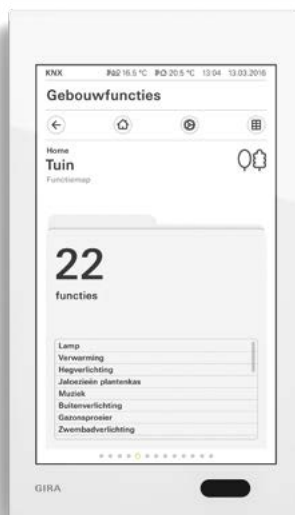 KNX 16.5 °C 20.5 °C 13:04 13.03.2016
Gebouwfuncties
Home
Tuin
Functiemap
22
functies
Lamp
Verwarming
Hegverlichting
Jaloezieën plantenkas
Muziek
Buitenverlichting
Gazonsproeier
Zwembadverlichting
GIRA